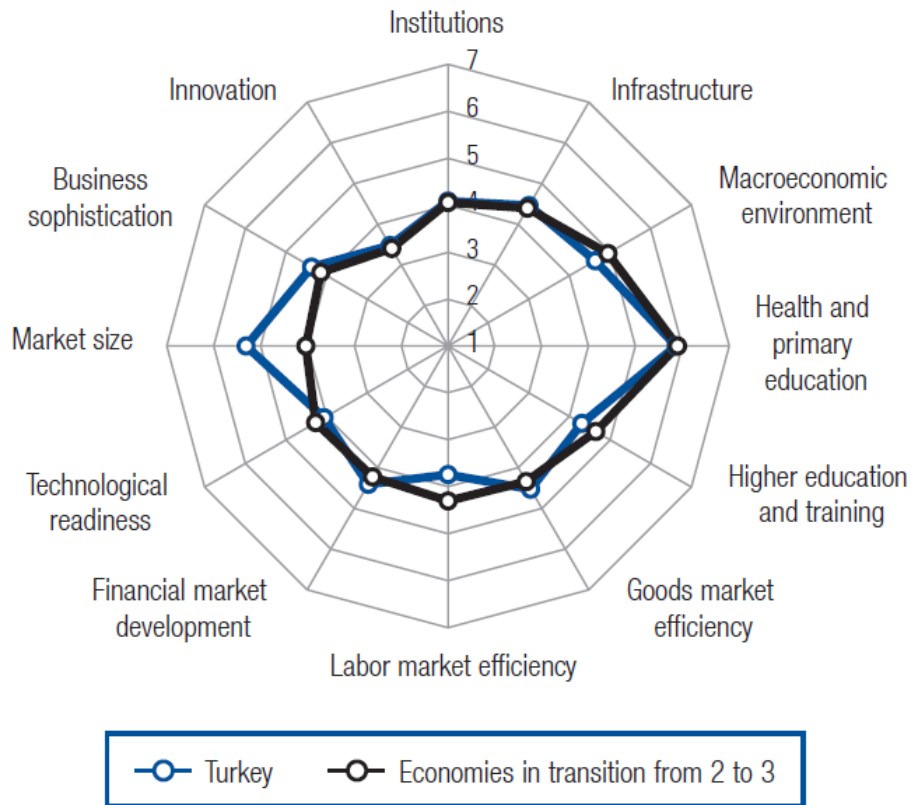 Institutions
7
6
5
4
3
2
1
Infrastructure
Macroeconomic
environment
Health and
primary
education
Higher education
and training
Goods market
efficiency
Labor market efficiency
Financial market
development
Technological
readiness
Market size
Business
sophistication
Innovation
Turkey
Economies in transition from 2 to 3